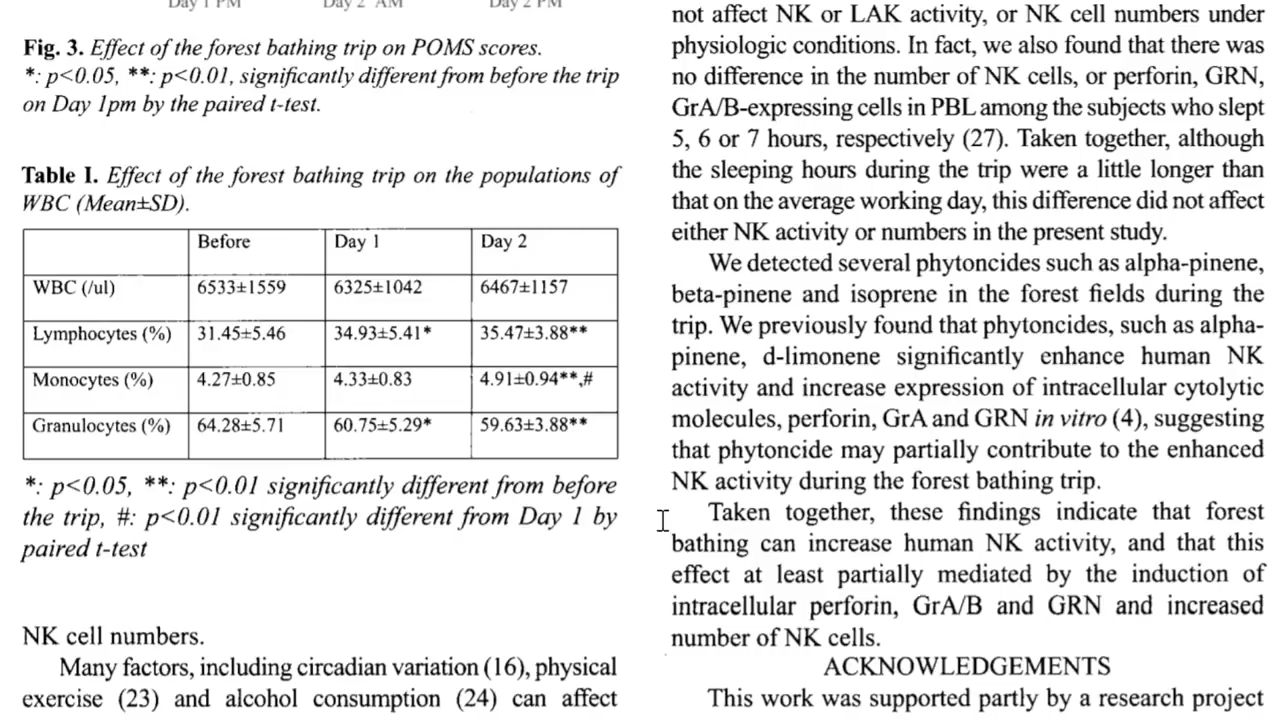 Day 1 PM Day 2 AM Day 2 PM
Fig. 3. Effect of the forest bathing trip on POMS scores.
*: p<0.05, **: p<0.01, significantly different from before the trip
on Day 1pm by the paired t-test.
Table I. Effect of the forest bathing trip on the populations of
WBC (Mean±SD).
Before Day 1 Day 2
WBC (/ul) 6533±1559 6325±1042 6467±1157
Lymphocytes (%) 31.45±5.46 34.93±5.41* 35.47±3.88**
Monocytes (%) 4.27±0.85 4.33±0.83 4.91±0.94**,#
Granulocytes (%) 64.28±5.71 60.75±5.29* 59.63±3.88**
*: p<0.05, **: p<0.01 significantly different from before
the trip, #: p<0.01 significantly different from Day 1 by
paired t-test
NK cell numbers.
Many factors, including circadian variation (16), physical
exercise (23) and alcohol consumption (24) can affect
not affect NK or LAK activity, or NK cell numbers under
physiologic conditions. In fact, we also found that there was
no difference in the number of NK cells, or perforin, GRN,
GrA/B-expressing cells in PBL among the subjects who slept
5, 6 or 7 hours, respectively (27). Taken together, although
the sleeping hours during the trip were a little longer than
that on the average working day, this difference did not affect
either NK activity or numbers in the present study.
We detected several phytoncides such as alpha-pinene,
beta-pinene and isoprene in the forest fields during the
trip. We previously found that phytoncides, such as alpha-
pinene, d-limonene significantly enhance human NK
activity and increase expression of intracellular cytolytic
molecules, perforin, GrA and GRN in vitro (4), suggesting
that phytoncide may partially contribute to the enhanced
NK activity during the forest bathing trip.
Taken together, these findings indicate that forest
bathing can increase human NK activity, and that this
effect at least partially mediated by the induction of
intracellular perforin, GrA/B and GRN and increased
number of NK cells.
ACKNOWLEDGEMENTS
This work was supported partly by a research project